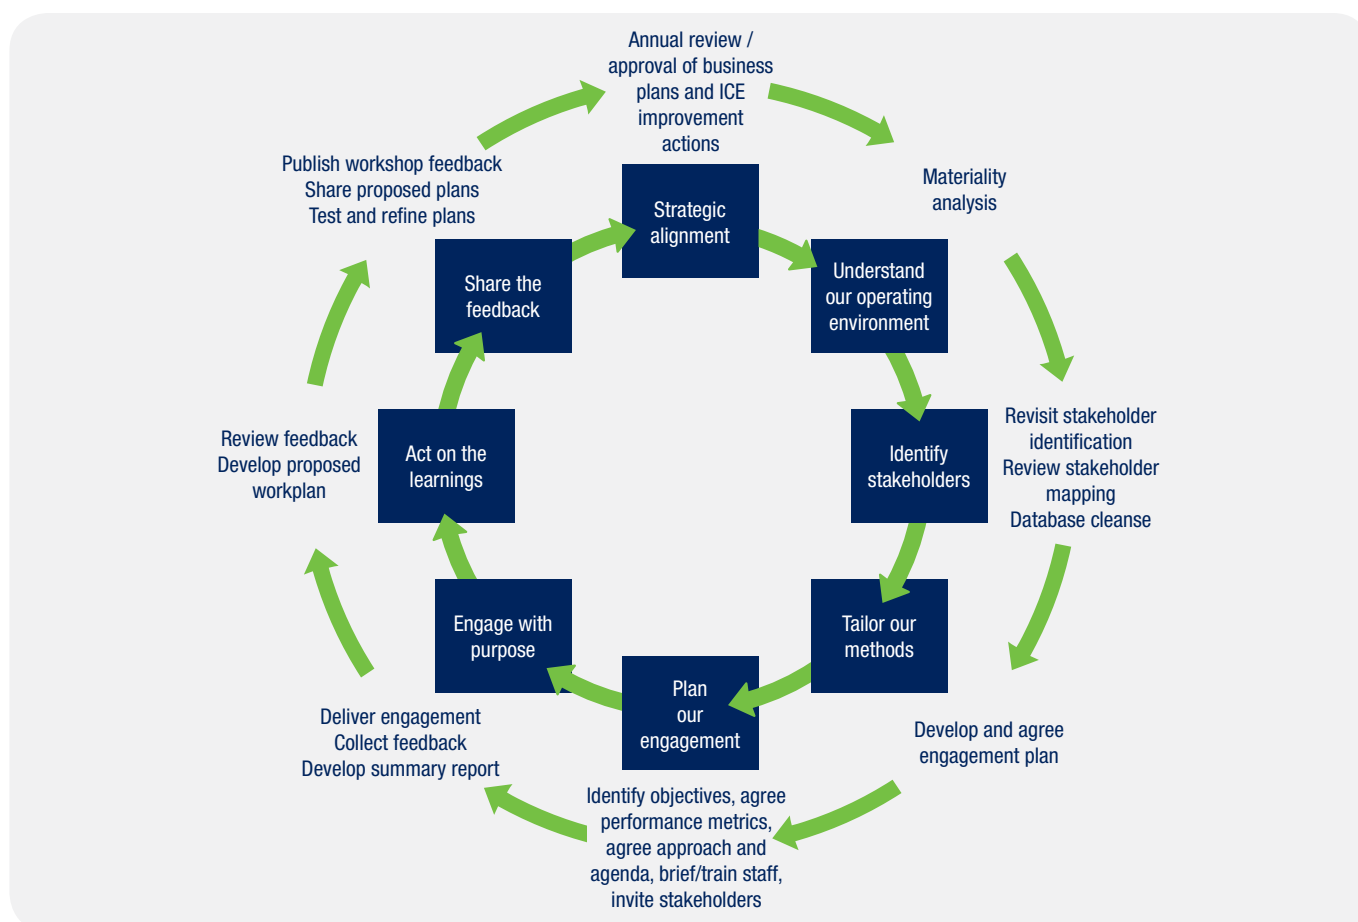 Annual review /
approval of business
plans and ICE
improvement
actions
Strategic
alignment
Materiality
analysis
Understand
our operating
environment
Revisit stakeholder
identification
Review stakeholder
mapping
Database cleanse
Identify
stakeholders
Develop and agree
engagement plan
Tailor our
methods
Identify objectives, agree
performance metrics,
agree approach and
agenda, brief/train staff,
invite stakeholders
Plan
our
engagement
Deliver engagement
Collect feedback
Develop summary report
Engage with
purpose
Review feedback
Develop proposed
workplan
Act on the
learnings
Publish workshop feedback
Share proposed plans
Test and refine plans
Share the
feedback